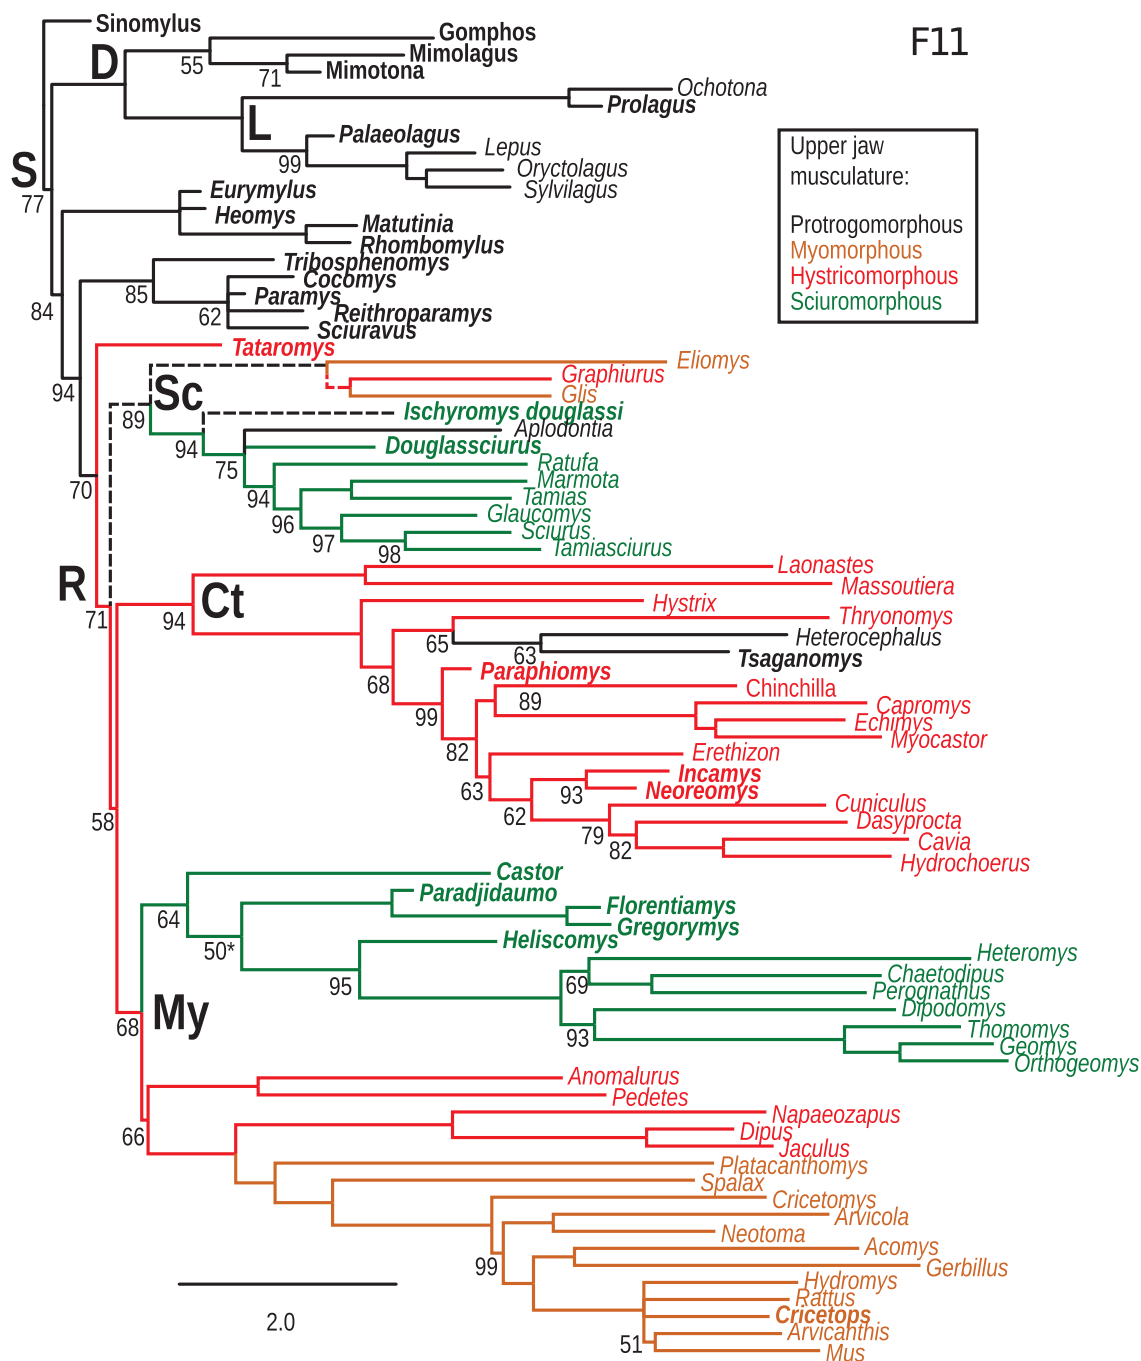 Sinomylus
F11
Gomphos
D
Mimolagus
55
71
Mimotona
Ochotona
Prolagus
L
Palaeolagus
Lepus
99
Oryctolagus
S
Sylvilagus
77
Eurymylus
Heomys
Matutinia
Rhombomylus
Tribosphenomys
Cocomys
85
Paramys
84
62
Reithroparamys
Sciuravus
Upper jaw
musculature:
Protrogomorphous
Myomorphous
Hystricomorphous
Sciuromorphous
Tataromys
Eliomys
94
Sc
Graphiurus
Glis
89
Ischyromys douglassi
Aplodontia
94
Douglassciurus
75
Ratufa
70
94
Marmota
Tamias
96
Glaucomys
Sciurus
97
98
Tamiasciurus
R
Laonastes
Massoutiera
Ct
71
94
Hystrix
Thryonomys
65
Heterocephalus
63
Tsaganomys
Paraphiomys
68
Chinchilla
89
99
Capromys
Echimys
Myocastor
82
Erethizon
Incamys
63
93
Neoreomys
62
Cuniculus
58
79
Dasyprocta
82
Cavia
Hydrochoerus
Castor
Paradjidaumo
64
Florentiamys
Gregorymys
50*
Heliscomys
Heteromys
95
69
Chaetodipus
Perognathus
My
Dipodomys
68
93
Thomomys
Geomys
Orthogeomys
Anomalurus
Pedetes
66
Napaeozapus
Dipus
Jaculus
Platacanthomys
Spalax
Cricetomys
Arvicola
Neotoma
99
Acomys
Gerbillus
Hydromys
Rattus
2.0
Cricetops
51
Arvicanthis
Mus